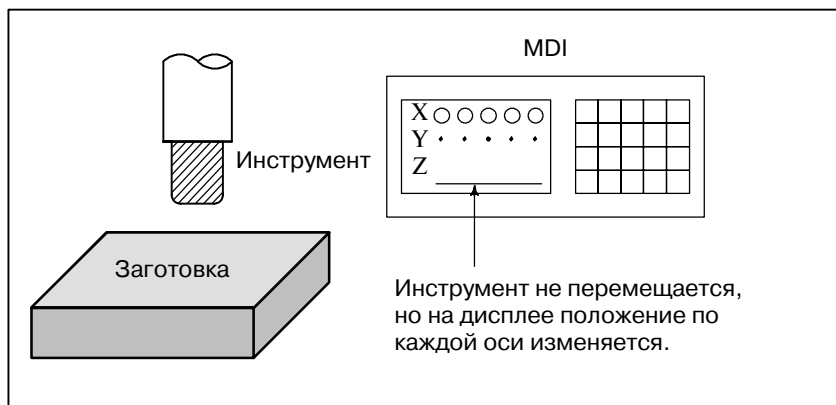 MDI
X
Y
Z
Инструмент
Заготовка
Инструмент не перемещается,
но на дисплее положение по
каждой оси изменяется.